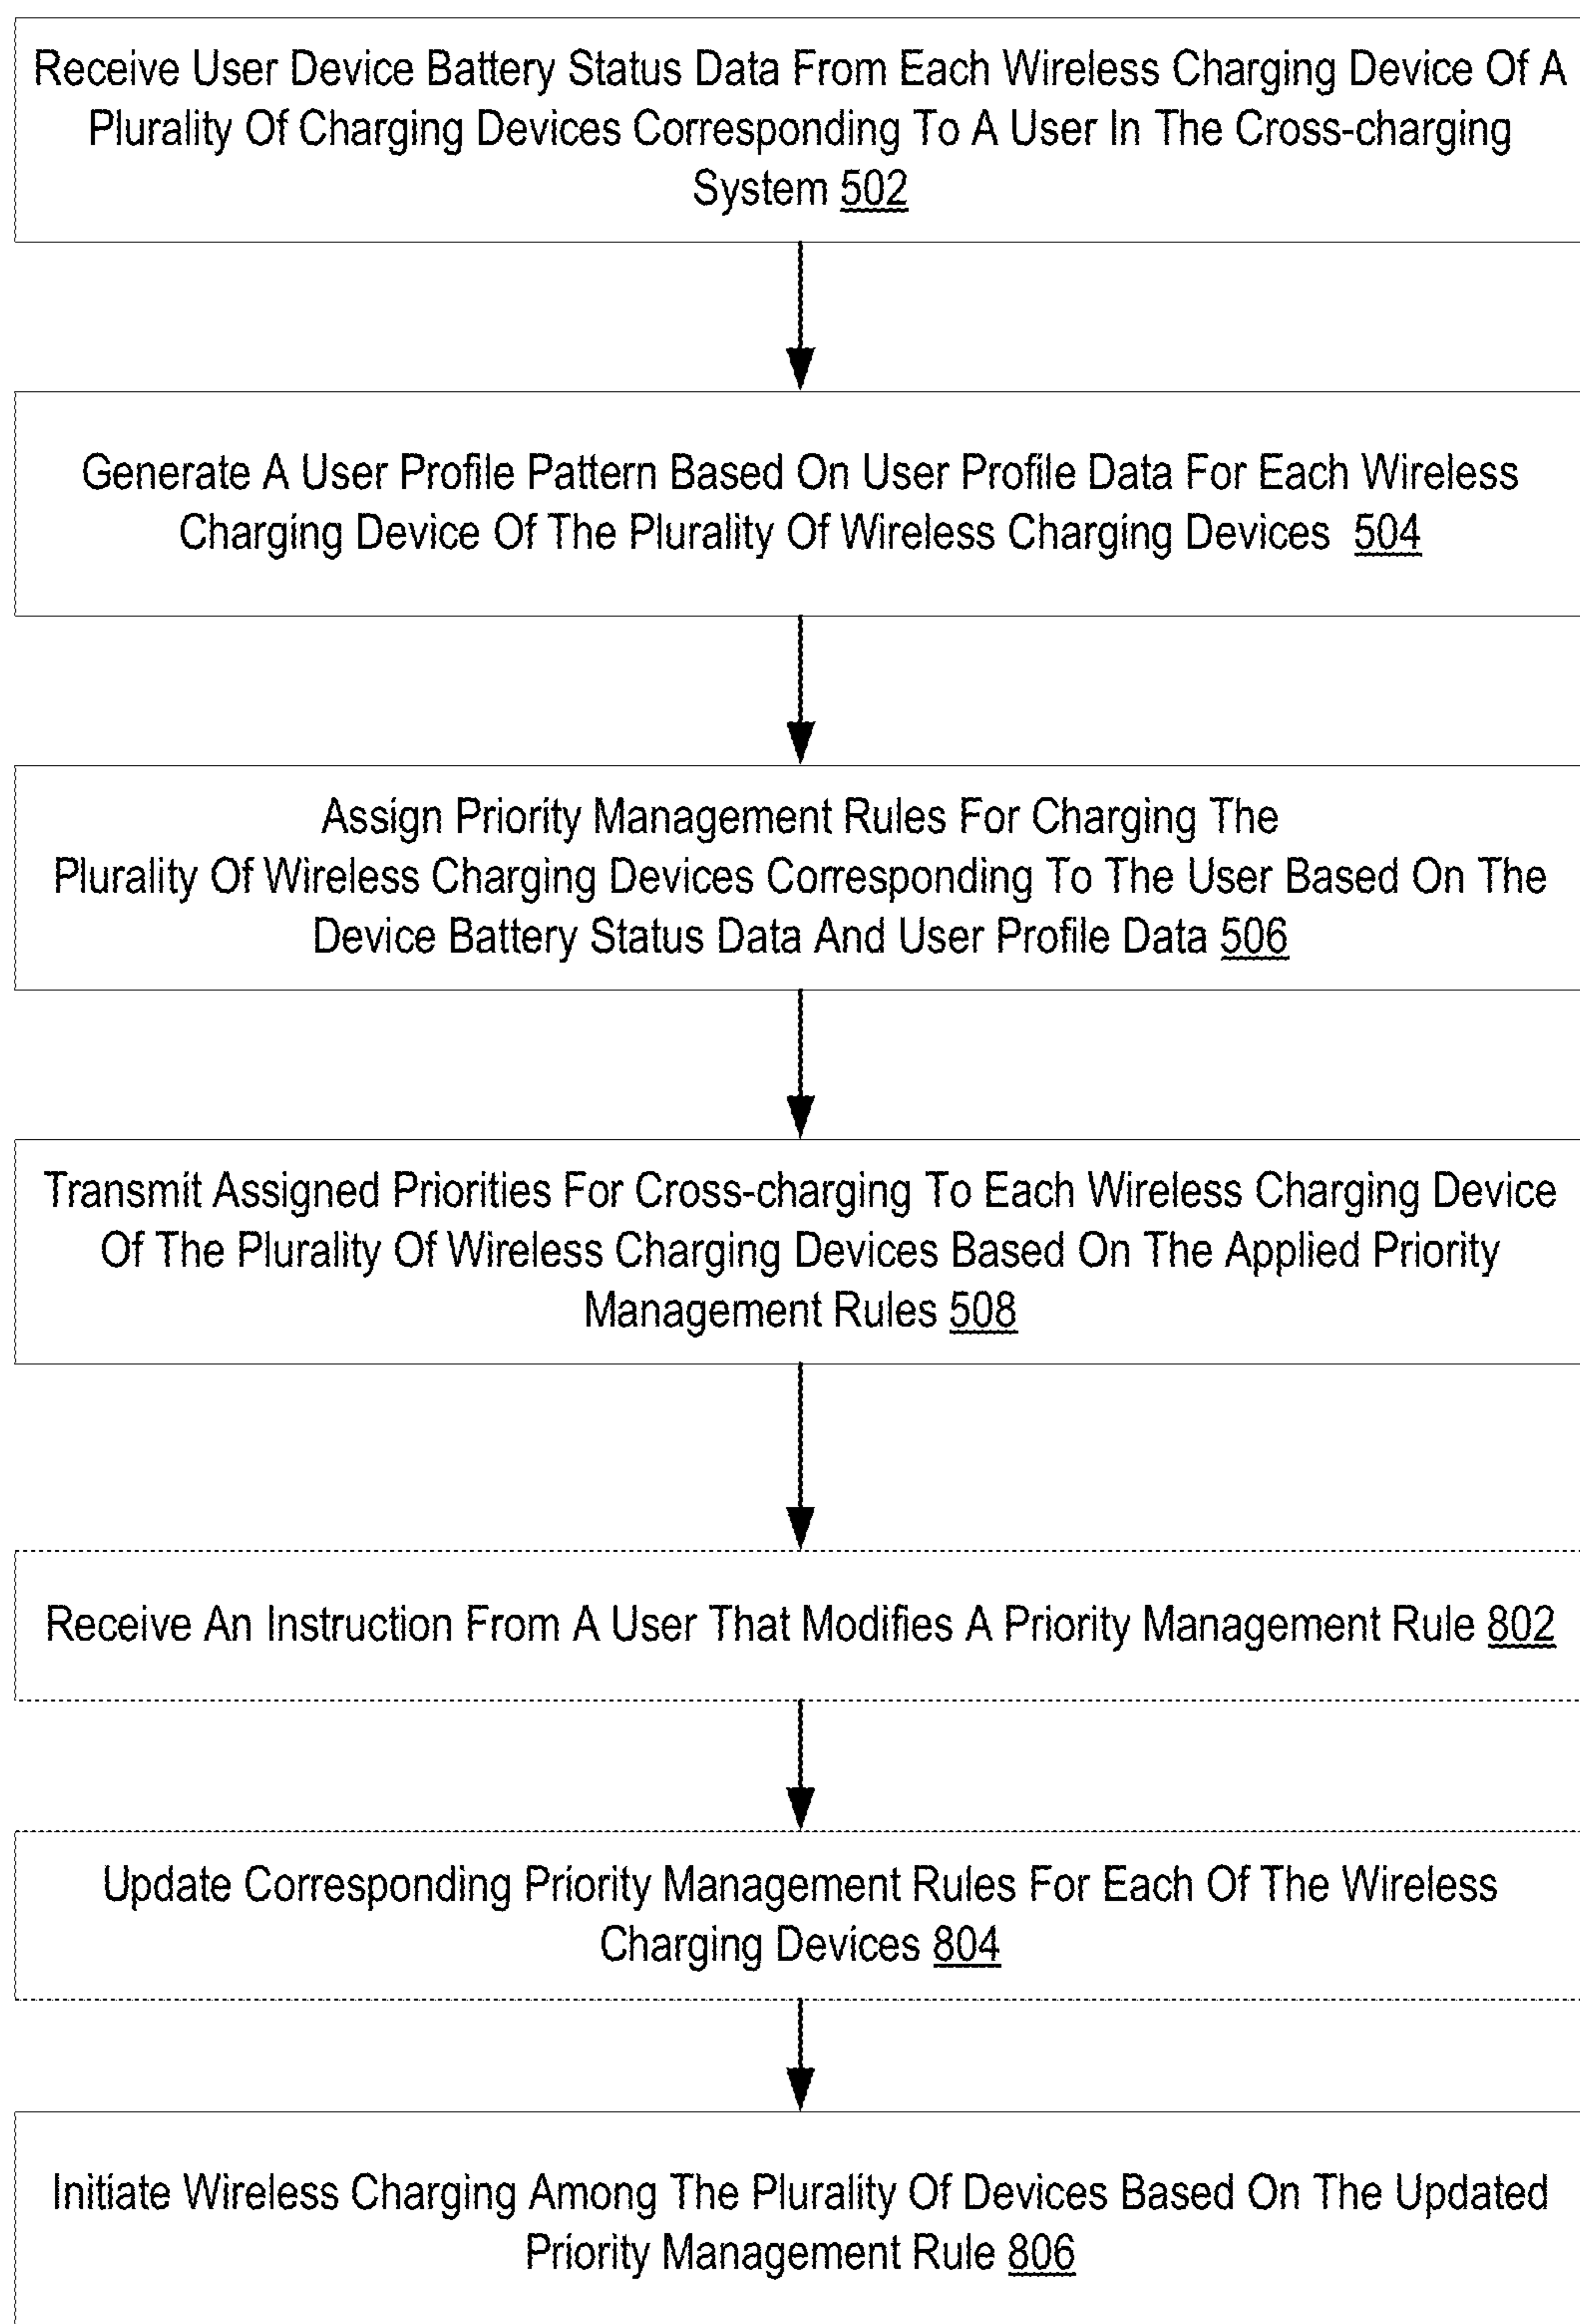 Receive User Device Battery Status Data From Each Wireless Charging Device Of A
Plurality Of Charging Devices Corresponding To A User In The Cross-charging
System 502
Generate A User Profile Pattern Based On User Profile Data For Each Wireless
Charging Device Of The Plurality Of Wireless Charging Devices 504
Assign Priority Management Rules For Charging The
Plurality Of Wireless Charging Devices Corresponding To The User Based On The
Device Battery Status Data And User Profile Data 506
Transmit Assigned Priorities For Cross-charging To Each Wireless Charging Device
Of The Plurality Of Wireless Charging Devices Based On The Applied Priority
Management Rules 508
Receive An Instruction From A User That Modifies A Priority Management Rule 802
Update Corresponding Priority Management Rules For Each Of The Wireless
Charging Devices 804
Initiate Wireless Charging Among The Plurality Of Devices Based On The Updated
Priority Management Rule 806